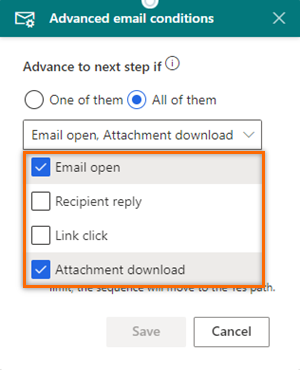 Advanced email conditions
Advance to next step if
One of them All of them
Email open, Attachment download
Email open
Recipient reply
Link click
Attachment download
limit, the sequence will move to the Yes path.
Save Cancel